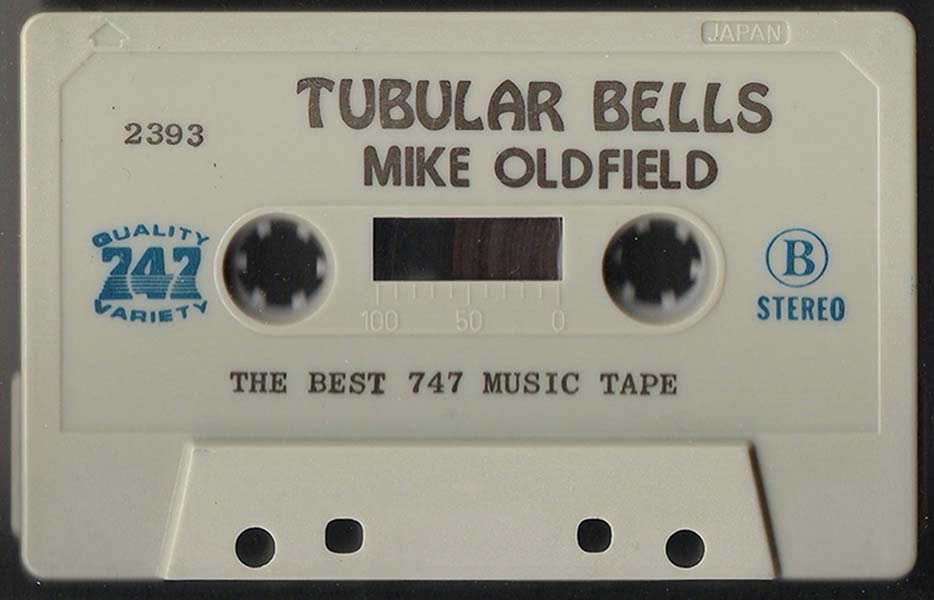 JAPAN
TUBULAR BELLS
2393
MIKE OLDFIELD
QUALITY
747
VARIETY
B
STEREO
100 50 0
THE BEST 747 MUSIC TAPE